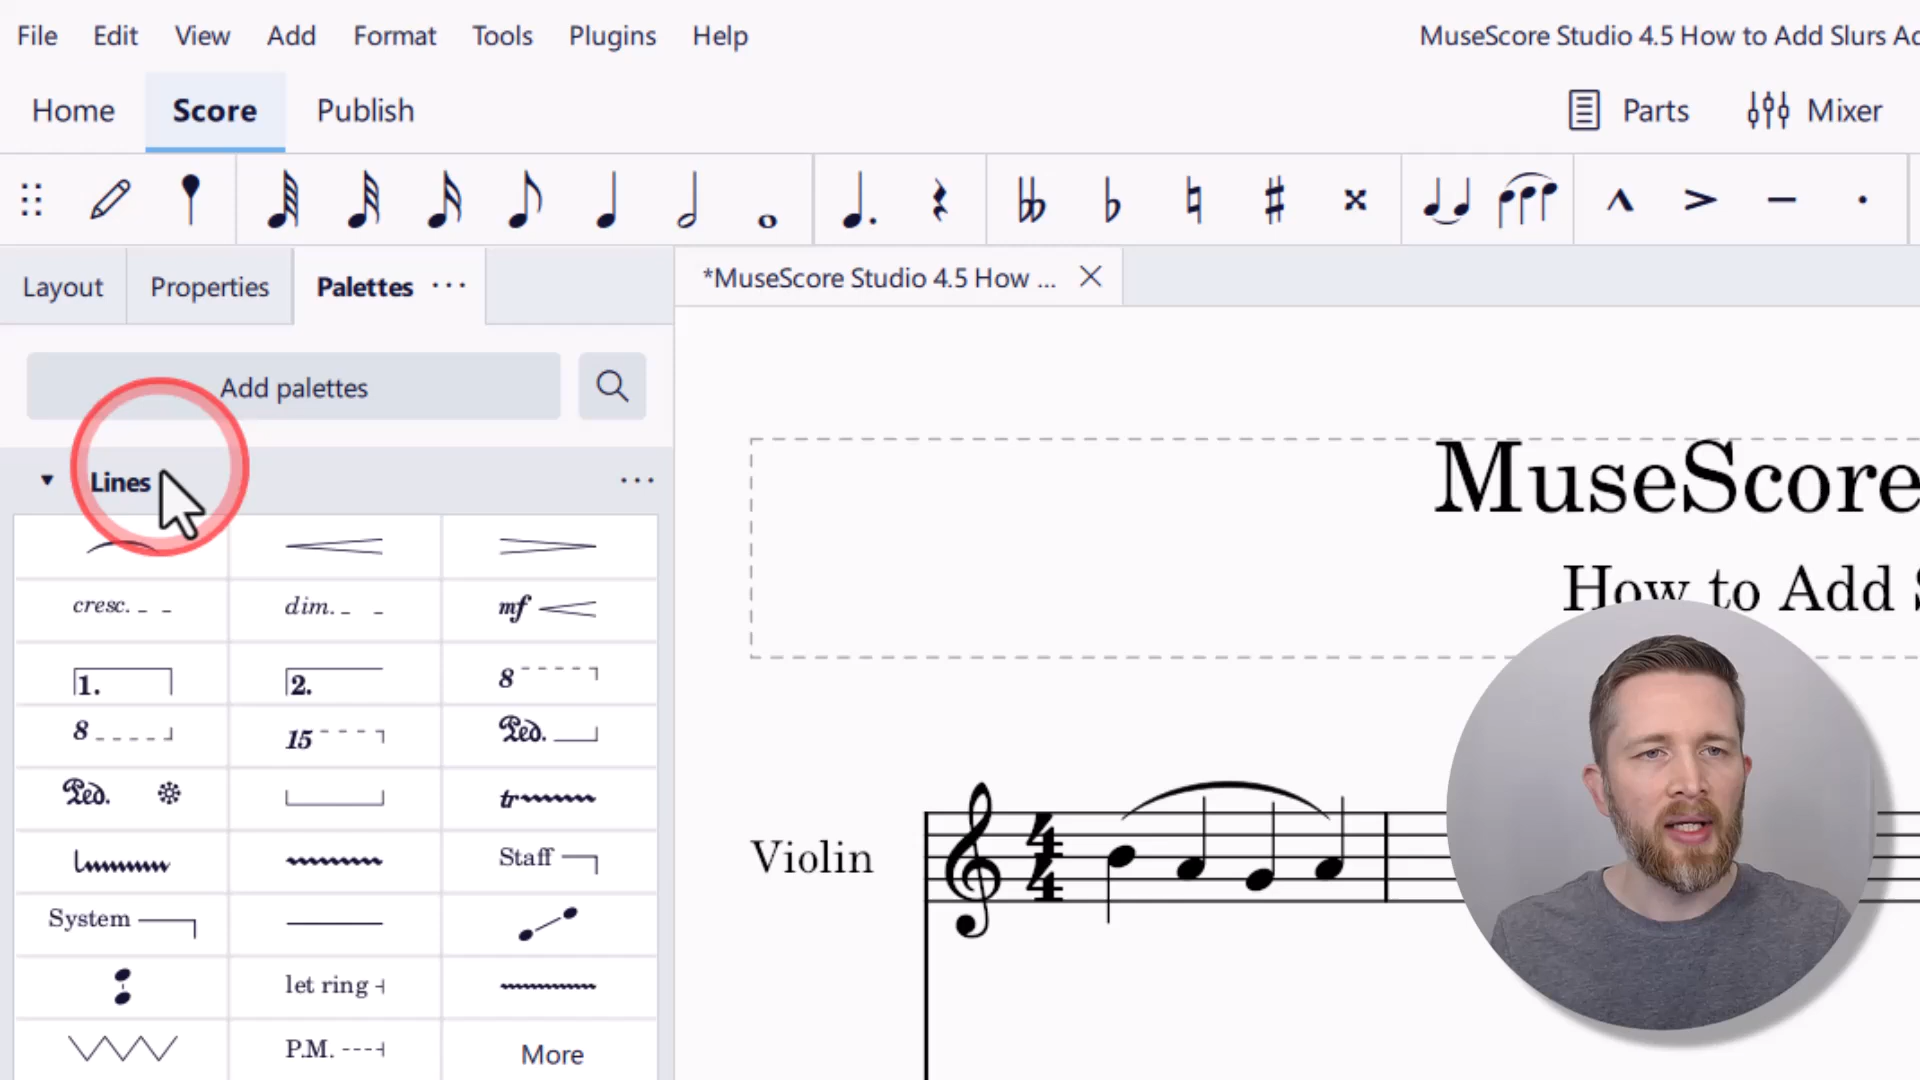 File Edit View Add Format Tools Plugins Help
MuseScore Studio 4.5 How to Add Slurs
Home Score Publish
Parts Mixer
Layout Properties Palettes ···
*MuseScore Studio 4.5 How ...
Add palettes
Lines ···
MuseScore
How to Add
cresc. dim. mf
1. 2. 8
8 15 Ped.
Ped. tr
Staff
System
let ring
P.M. More
Violin
4
4